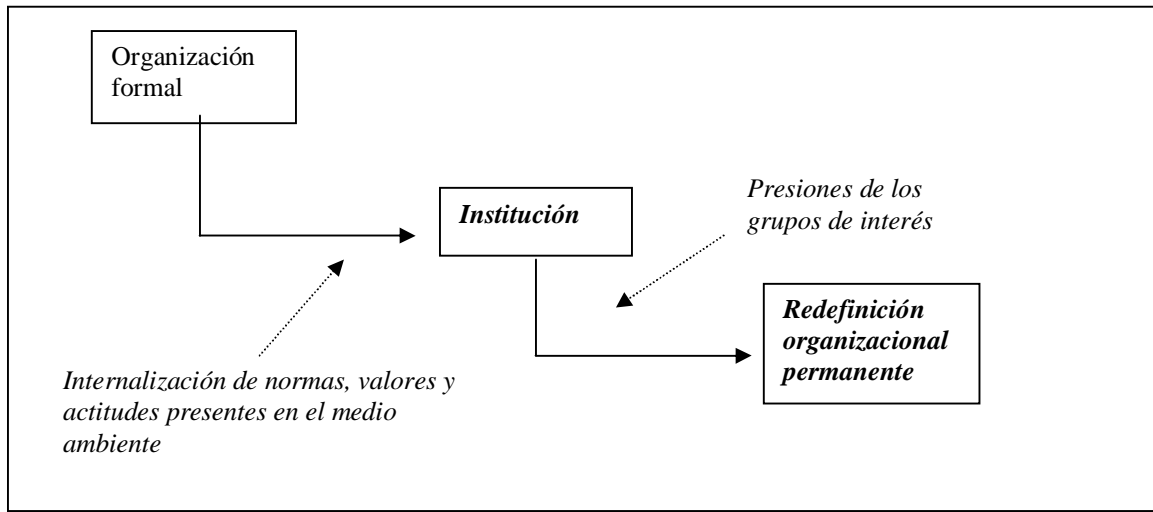 Organización
formal
Institución
Presiones de los
grupos de interés
Redefinición
organizacional
permanente
Internalización de normas, valores y
actitudes presentes en el medio
ambiente